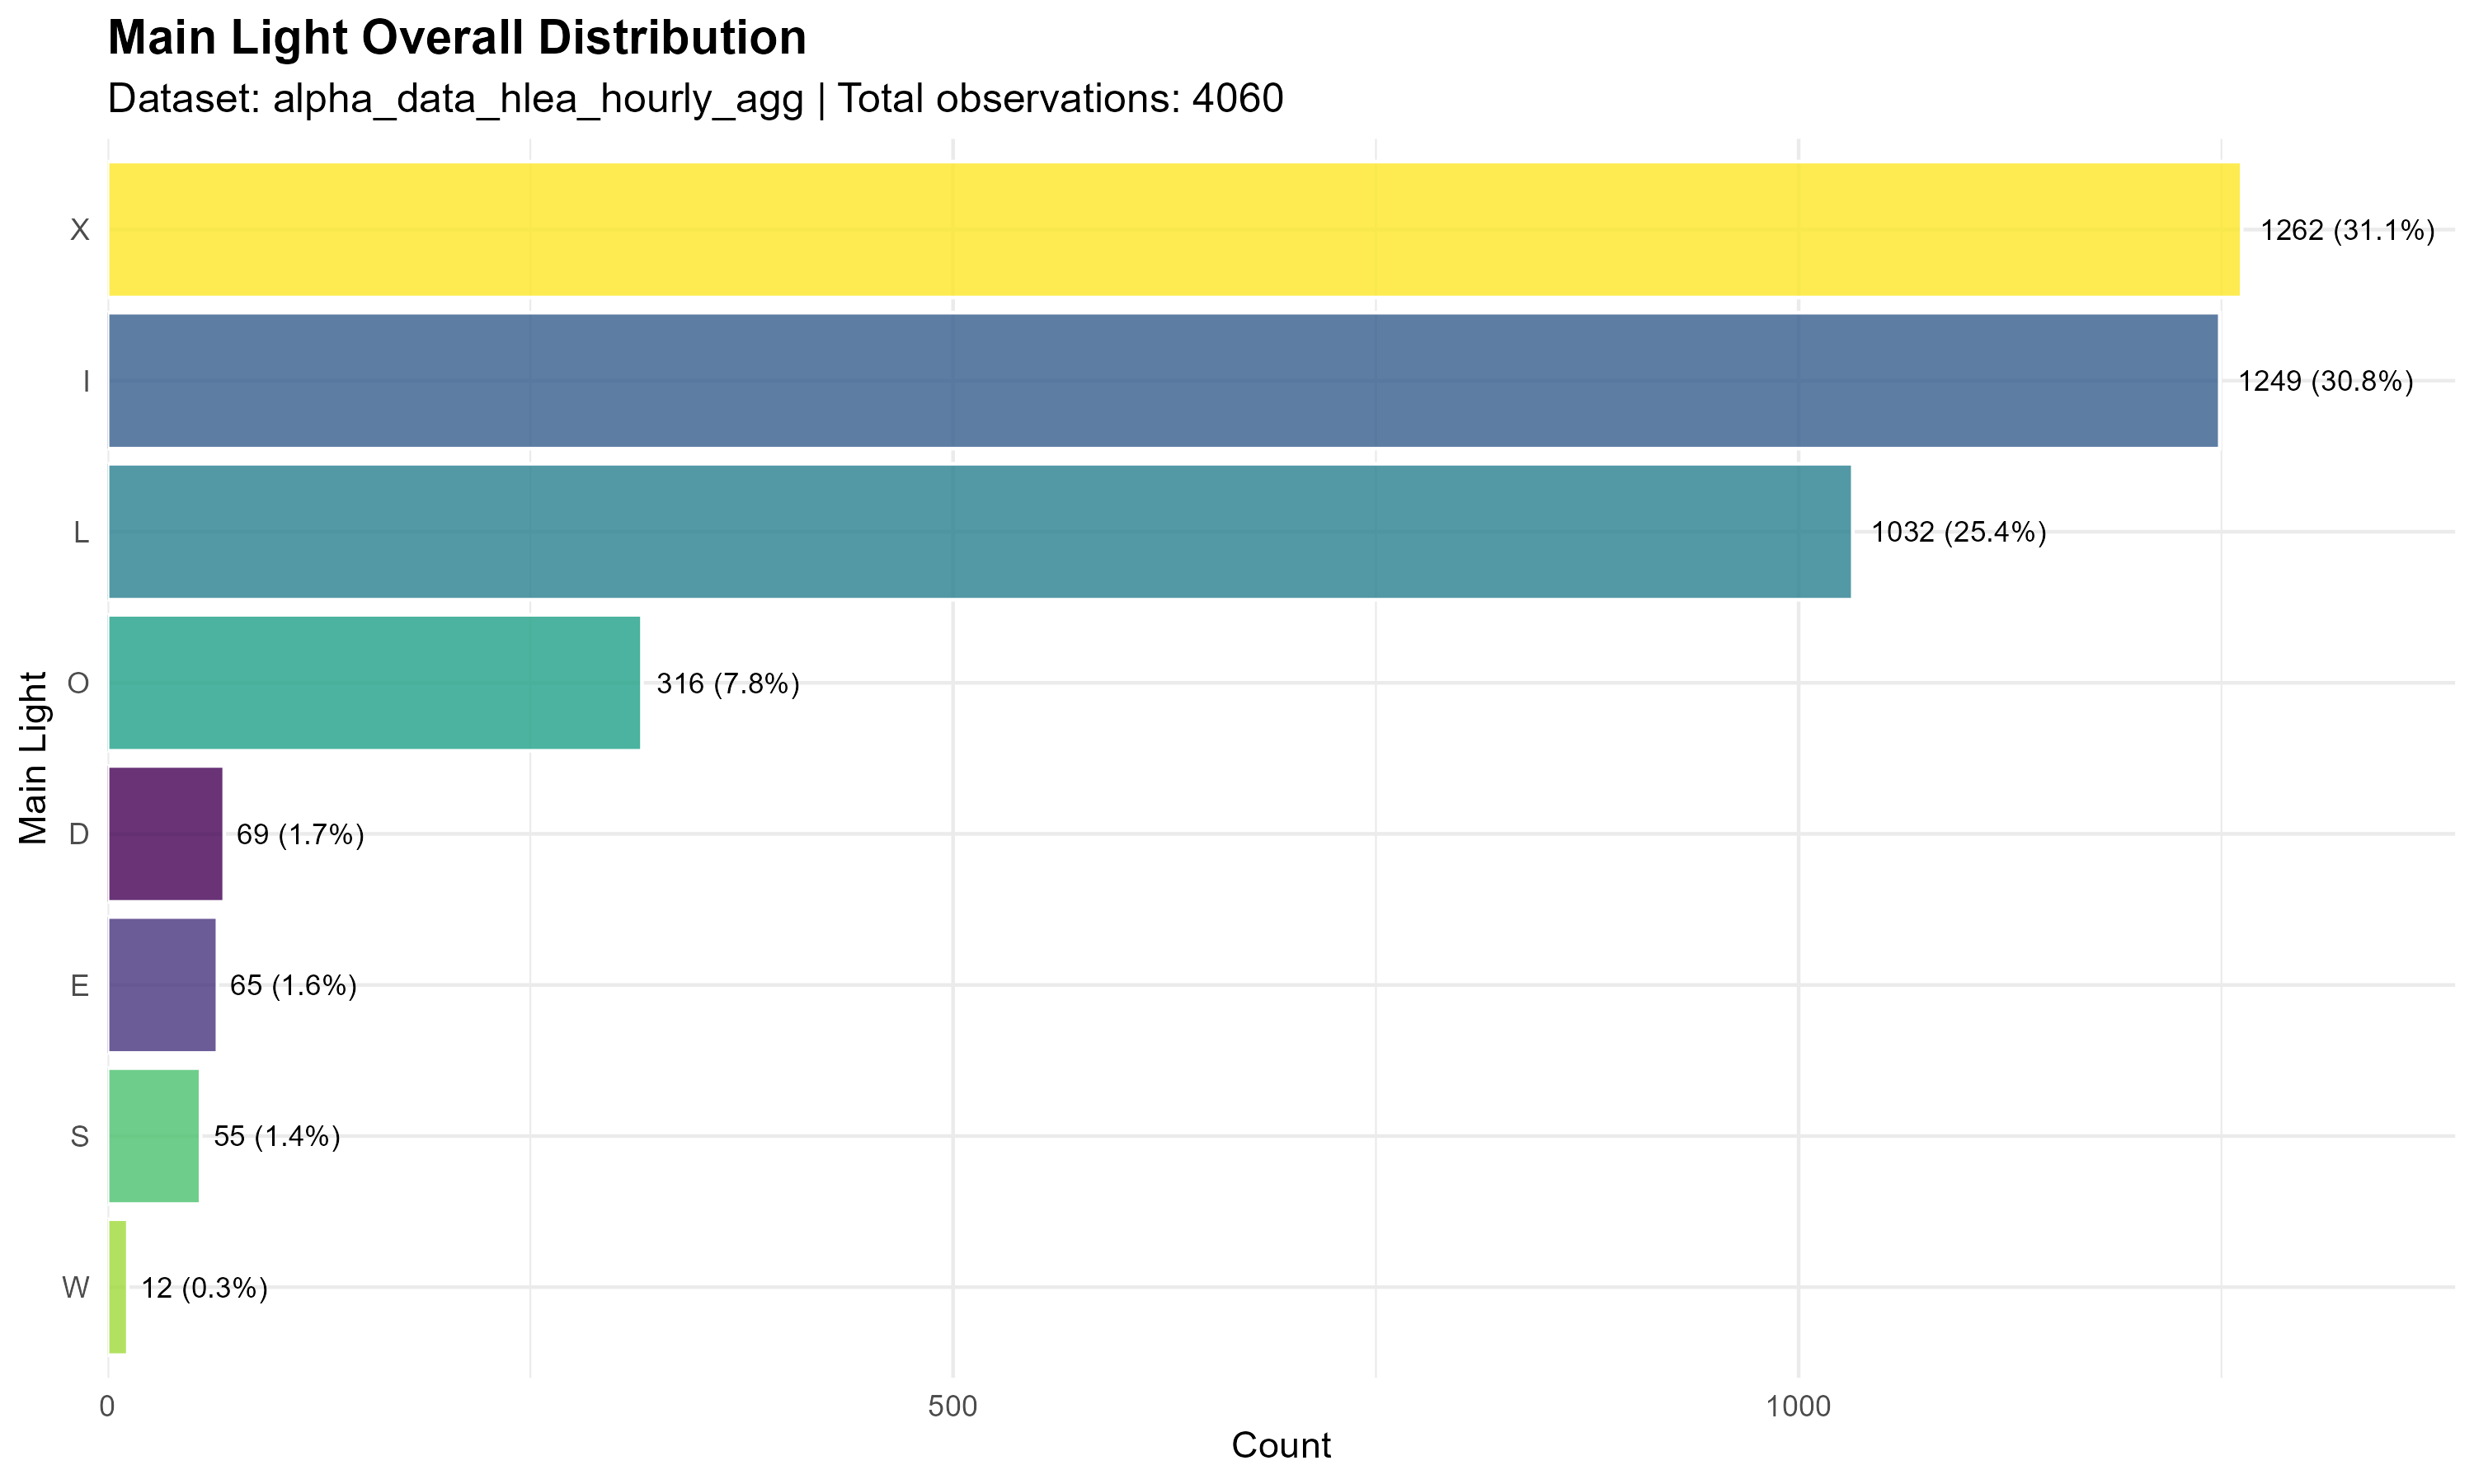 Main Light Overall Distribution
Dataset: alpha_data_hlea_hourly_agg | Total observations: 4060
Main Light
X 1262 (31.1%)
I 1249 (30.8%)
L 1032 (25.4%)
O 316 (7.8%)
D 69 (1.7%)
E 65 (1.6%)
S 55 (1.4%)
W 12 (0.3%)
0 500 1000
Count